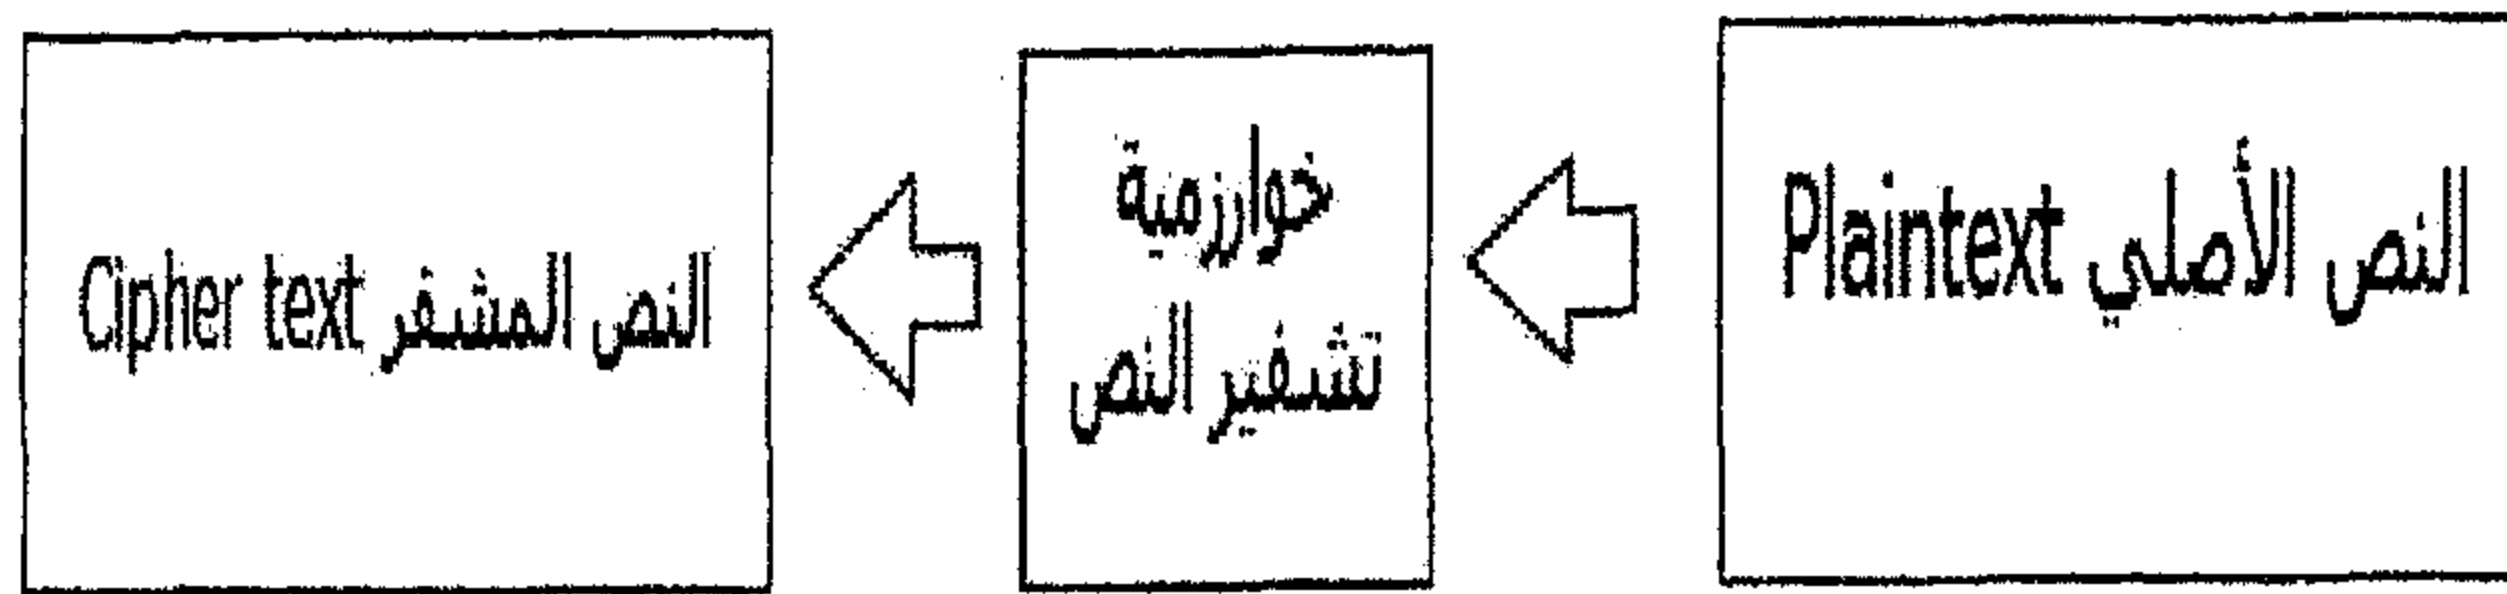 النص الأصلي Plaintext
خوارزمية
تشفير النص
النص المشفر Cipher text